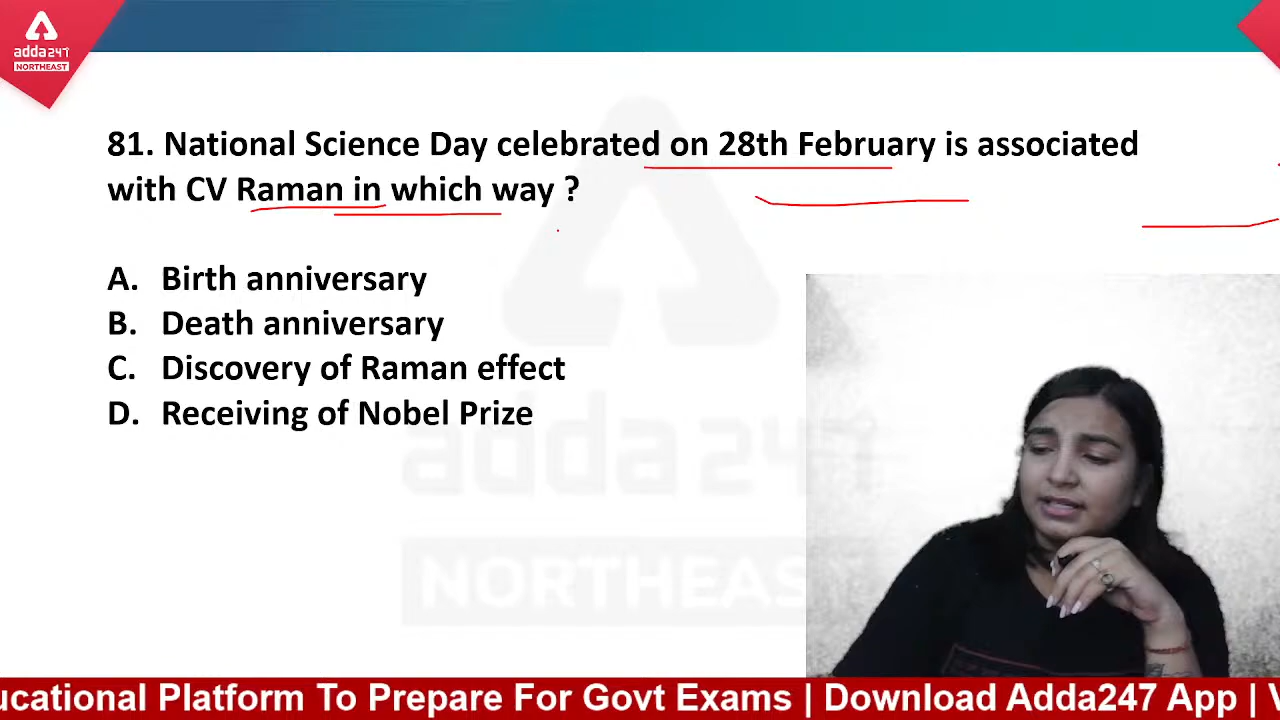 adda247
NORTHEAST
81. National Science Day celebrated on 28th February is associated
with CV Raman in which way ?
A. Birth anniversary
B. Death anniversary
C. Discovery of Raman effect
D. Receiving of Nobel Prize
adda247
NORTHEAST
ucational Platform To Prepare For Govt Exams | Download Adda247 App | V